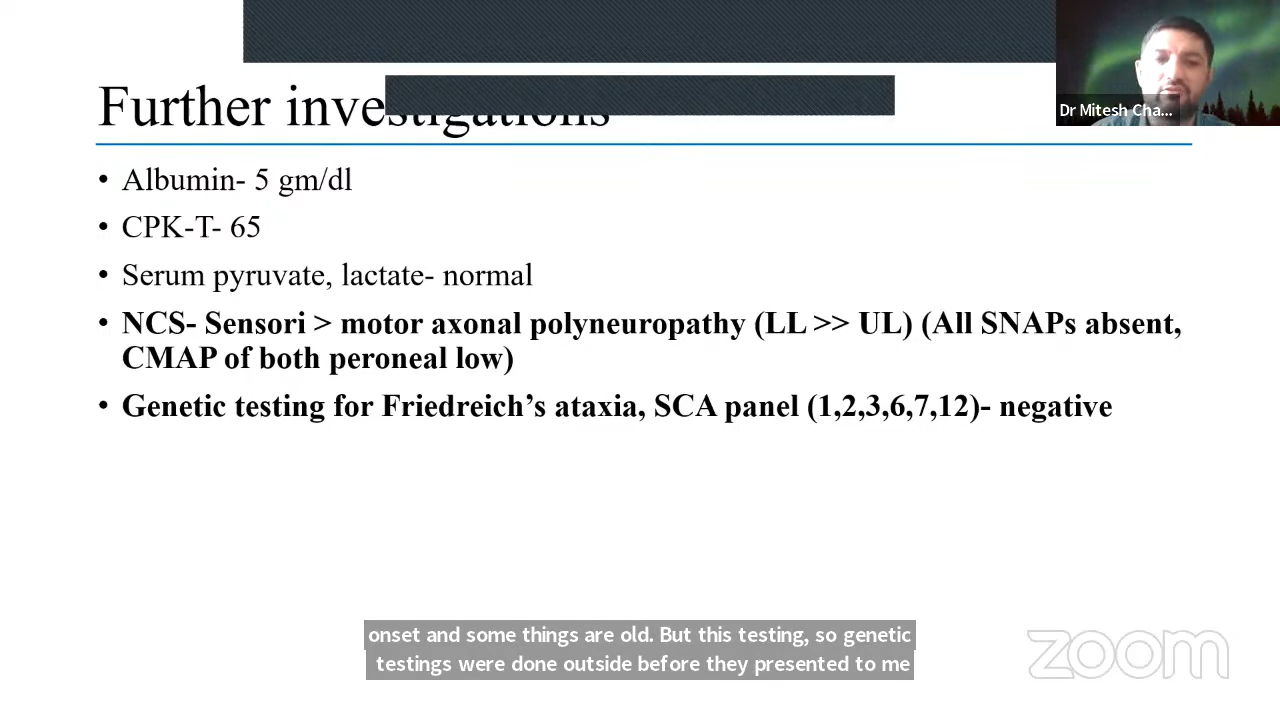 Further investigations
Dr Mitesh Cha...
• Albumin- 5 gm/dl
• CPK-T- 65
• Serum pyruvate, lactate- normal
• NCS- Sensori > motor axonal polyneuropathy (LL >> UL) (All SNAPs absent,
CMAP of both peroneal low)
• Genetic testing for Friedreich’s ataxia, SCA panel (1,2,3,6,7,12)- negative
onset and some things are old. But this testing, so genetic
testings were done outside before they presented to me
zoom